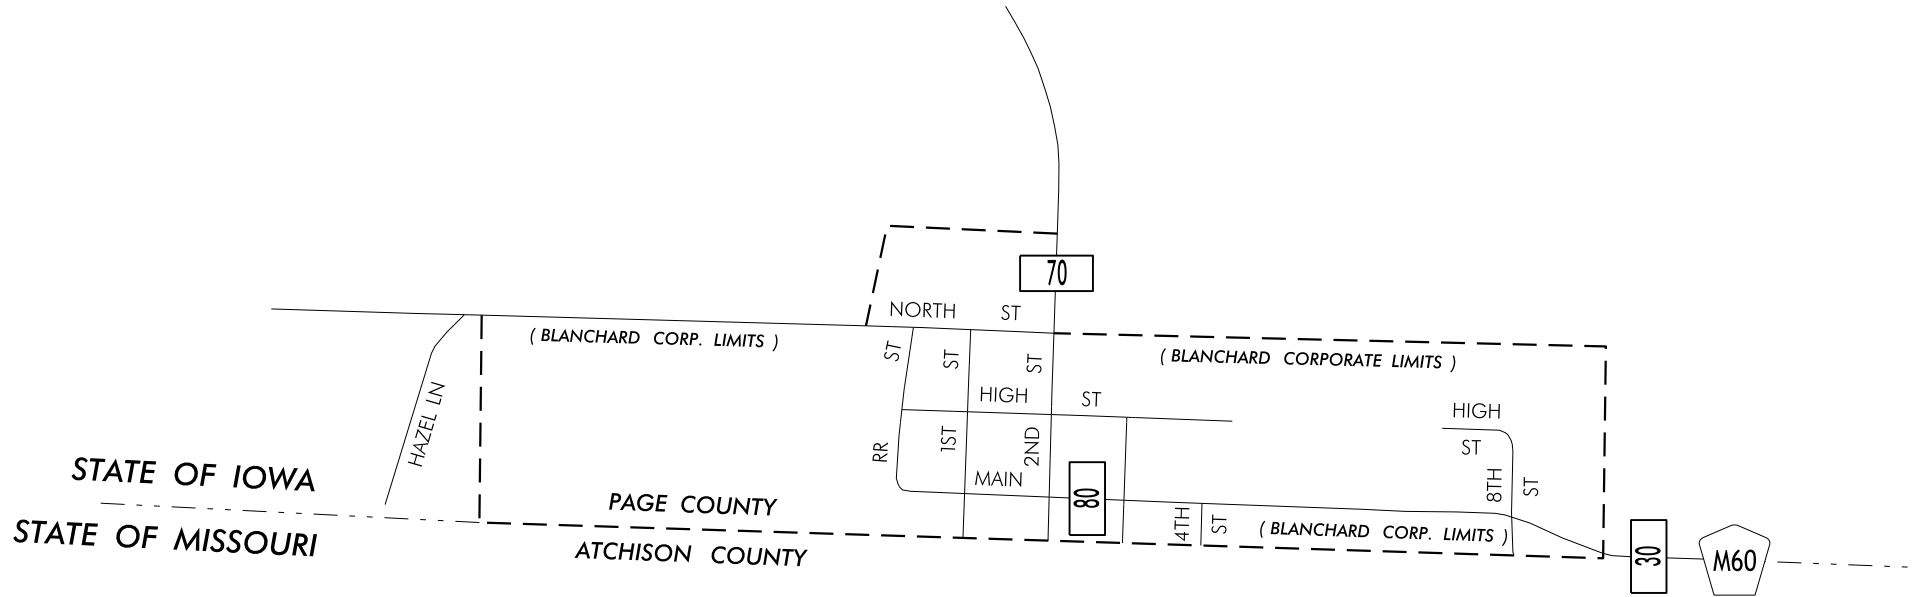 70
NORTH ST
( BLANCHARD CORP. LIMITS )
ST
ST
ST
( BLANCHARD CORPORATE LIMITS )
HAZEL LN
HIGH ST
HIGH
ST
RR
1ST
2ND
MAIN
80
8TH
ST
STATE OF IOWA
PAGE COUNTY
4TH
ST
( BLANCHARD CORP. LIMITS )
STATE OF MISSOURI
ATCHISON COUNTY
30
M60